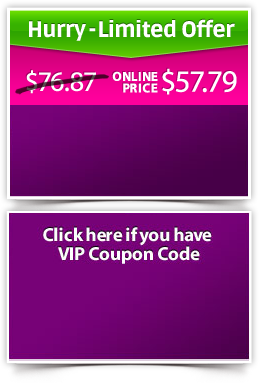 Hurry - Limited Offer
$76.87 ONLINE PRICE $57.79
Click here if you have
VIP Coupon Code